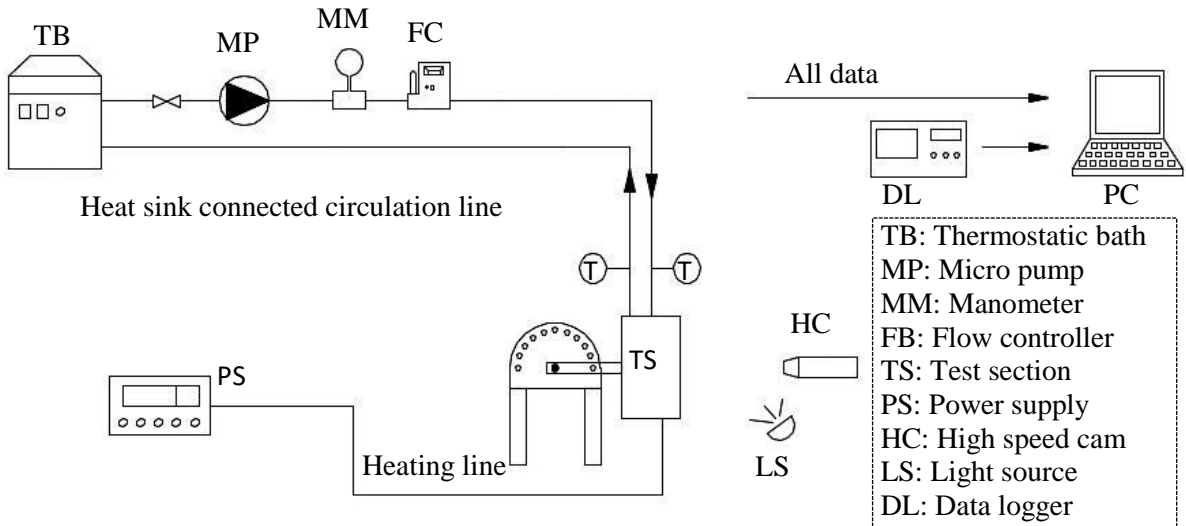 TB
MP
MM
FC
All data
DL
PC
Heat sink connected circulation line
T
T
TS
HC
LS
PS
Heating line
TB: Thermostatic bath
MP: Micro pump
MM: Manometer
FB: Flow controller
TS: Test section
PS: Power supply
HC: High speed cam
LS: Light source
DL: Data logger